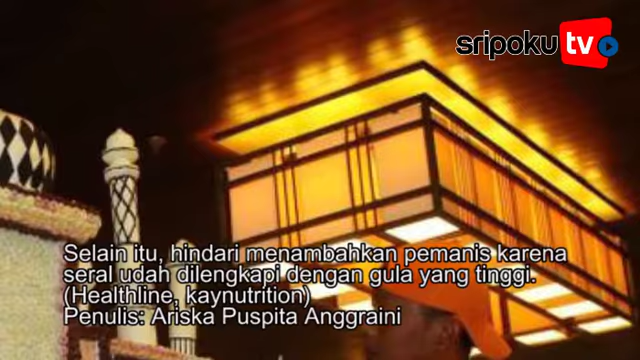 sripoku tv
Selain itu, hindari menambahkan pemanis karena
seral udah dilengkapi dengan gula yang tinggi.
(Healthline, kaynutrition)
Penulis: Ariska Puspita Anggraini